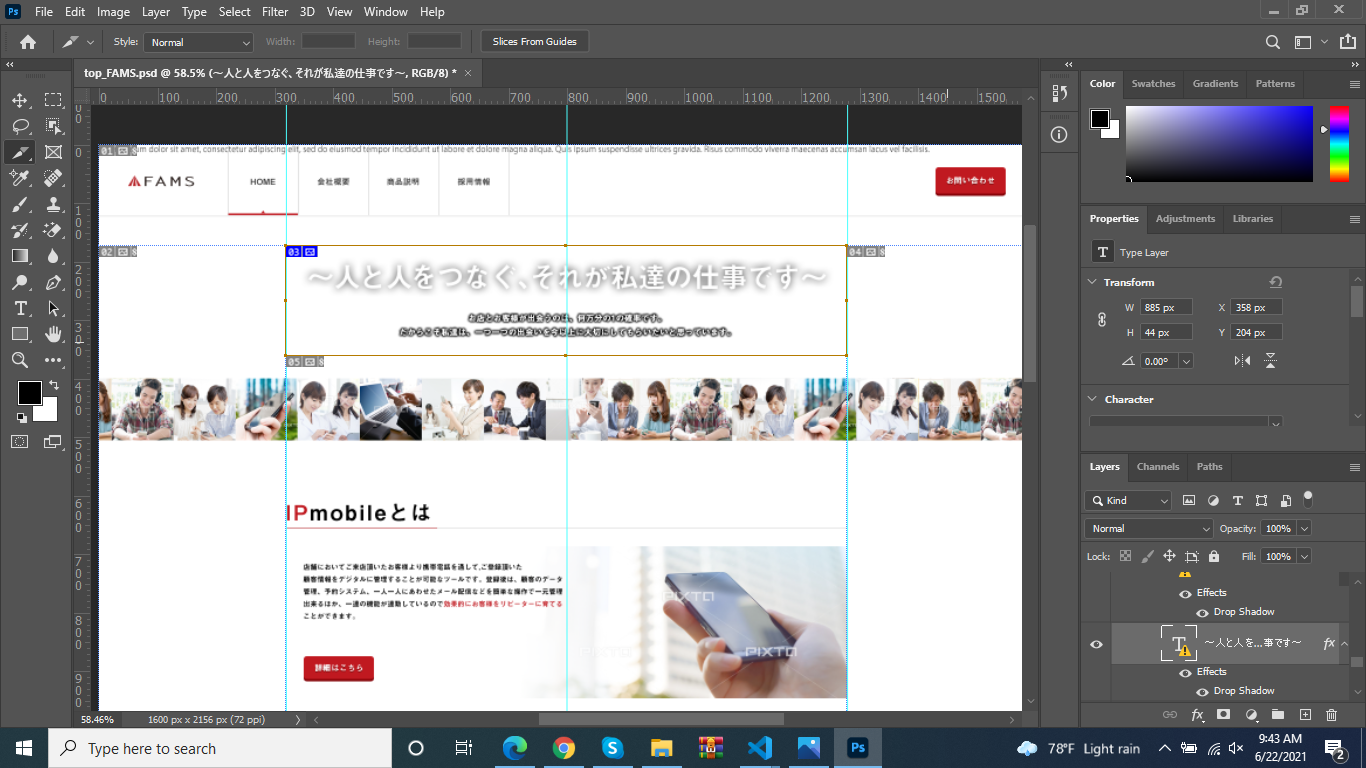 Ps File Edit Image Layer Type Select Filter 3D View Window Help
Style: Normal Width: Height: Slices From Guides
top_FAMS.psd @ 58.5% (〜人と人をつなぐ、それが私達の仕事です〜, RGB/8) * ×
0 100 200 300 400 500 600 700 800 900 1000 1100 1200 1300 1400 1500
0 100 200 300 400 500 600 700 800 900
01
dolor sit amet, consectetur adipiscing elit, sed do eiusmod tempor incididunt ut labore et dolore magna aliqua. Quis ipsum suspendisse ultrices gravida. Risus commodo viverra maecenas accumsan lacus vel facilisis.
FAMS HOME 会社概要 商品説明 採用情報 お問い合わせ
02 03 04
〜人と人をつなぐ、それが私達の仕事です〜
お店とお客様が出会うのは、何万分の1の確率です。
だからこそ私達は、一つ一つの出会いを今以上に大切にしてもらいたいと思っています。
05
IPmobileとは
店舗においてご来店頂いたお客様より携帯電話を通して、ご登録頂いた
顧客情報をデジタルに管理することが可能なツールです。登録後は、顧客のデータ
管理、予約システム、一人一人にあわせたメール配信などを簡単な操作で一元管理
出来るほか、一連の機能が連動しているので効果的にお客様をリピーターに育てる
ことができます。
詳細はこちら
PIXTA
PIXTA PIXTA
58.46% 1600 px x 2156 px (72 ppi)
Color Swatches Gradients Patterns
Properties Adjustments Libraries
T Type Layer
Transform
W 885 px X 358 px
H 44 px Y 204 px
0.00°
Character
Layers Channels Paths
Kind
Normal Opacity: 100%
Lock: Fill: 100%
Effects
Drop Shadow
T 〜人と人を...事です〜 fx
Effects
Drop Shadow
Type here to search
78°F Light rain
9:43 AM
6/22/2021
2